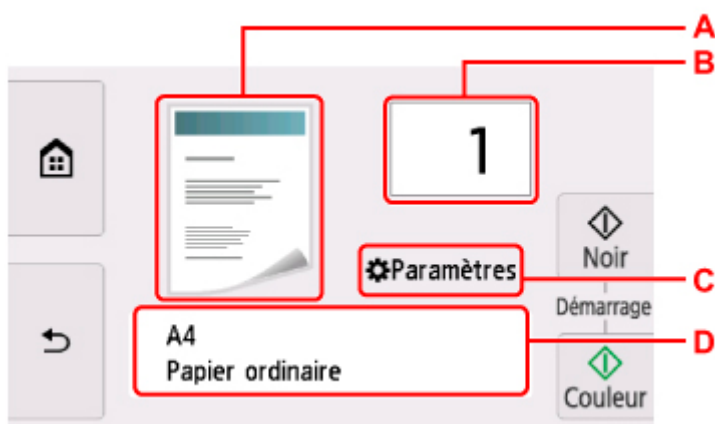 A
B
1
Paramètres
Noir
C
Démarrage
A4
D
Papier ordinaire
Couleur